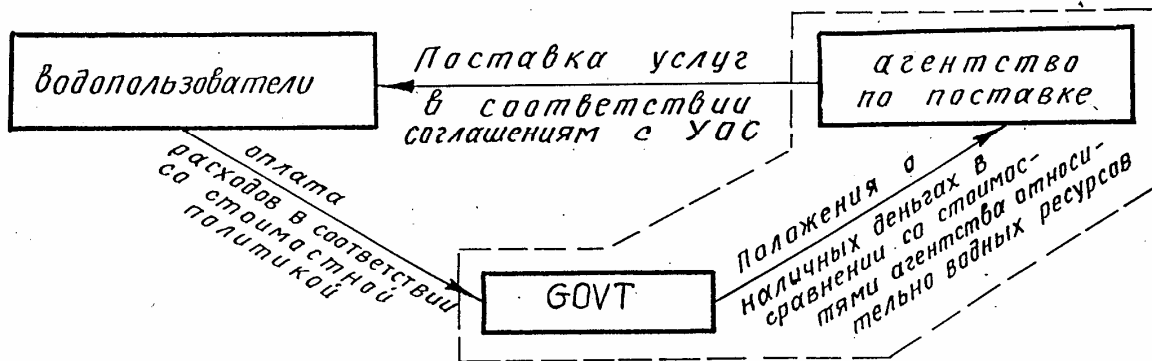 водопользователи
Поставка услуг
в соответствии
соглашениям с УОС
агентство
по поставке
оплата
расходов в соответствии
со стоимостной
политикой
GOVT
Положения о
наличных деньгах в
сравнении со стоимос-
тями агентства относи-
тельно водных ресурсов